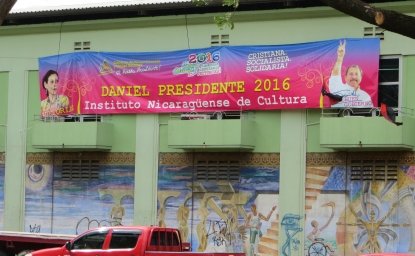 2016
CRISTIANA,
SOCIALISTA,
SOLIDARIA!
DANIEL PRESIDENTE 2016
Instituto Nicaragüense de Cultura